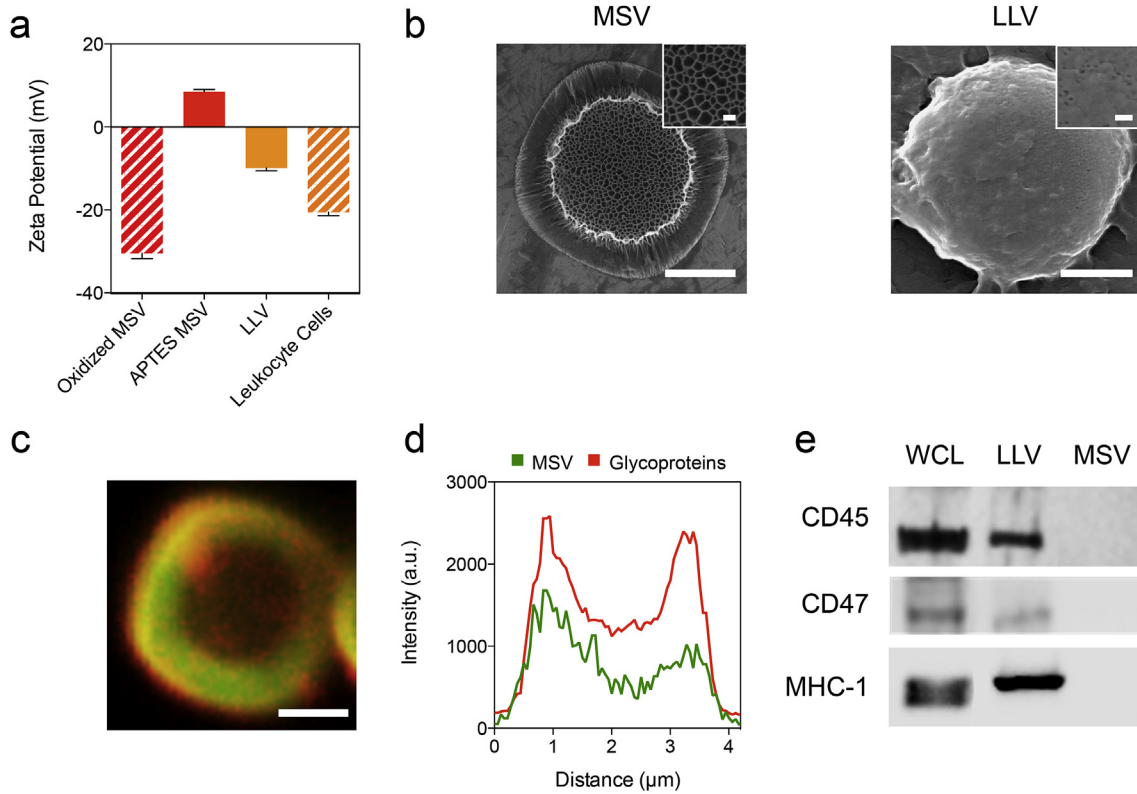 a
20
0
-20
-40
Zeta Potential (mV)
Oxidized MSV
APTES MSV
LLV
Leukocyte Cells
b
MSV
LLV
c
d
MSV Glycoproteins
3000
2000
1000
0
Intensity (a.u.)
0 1 2 3 4
Distance (μm)
e
WCL LLV MSV
CD45
CD47
MHC-1